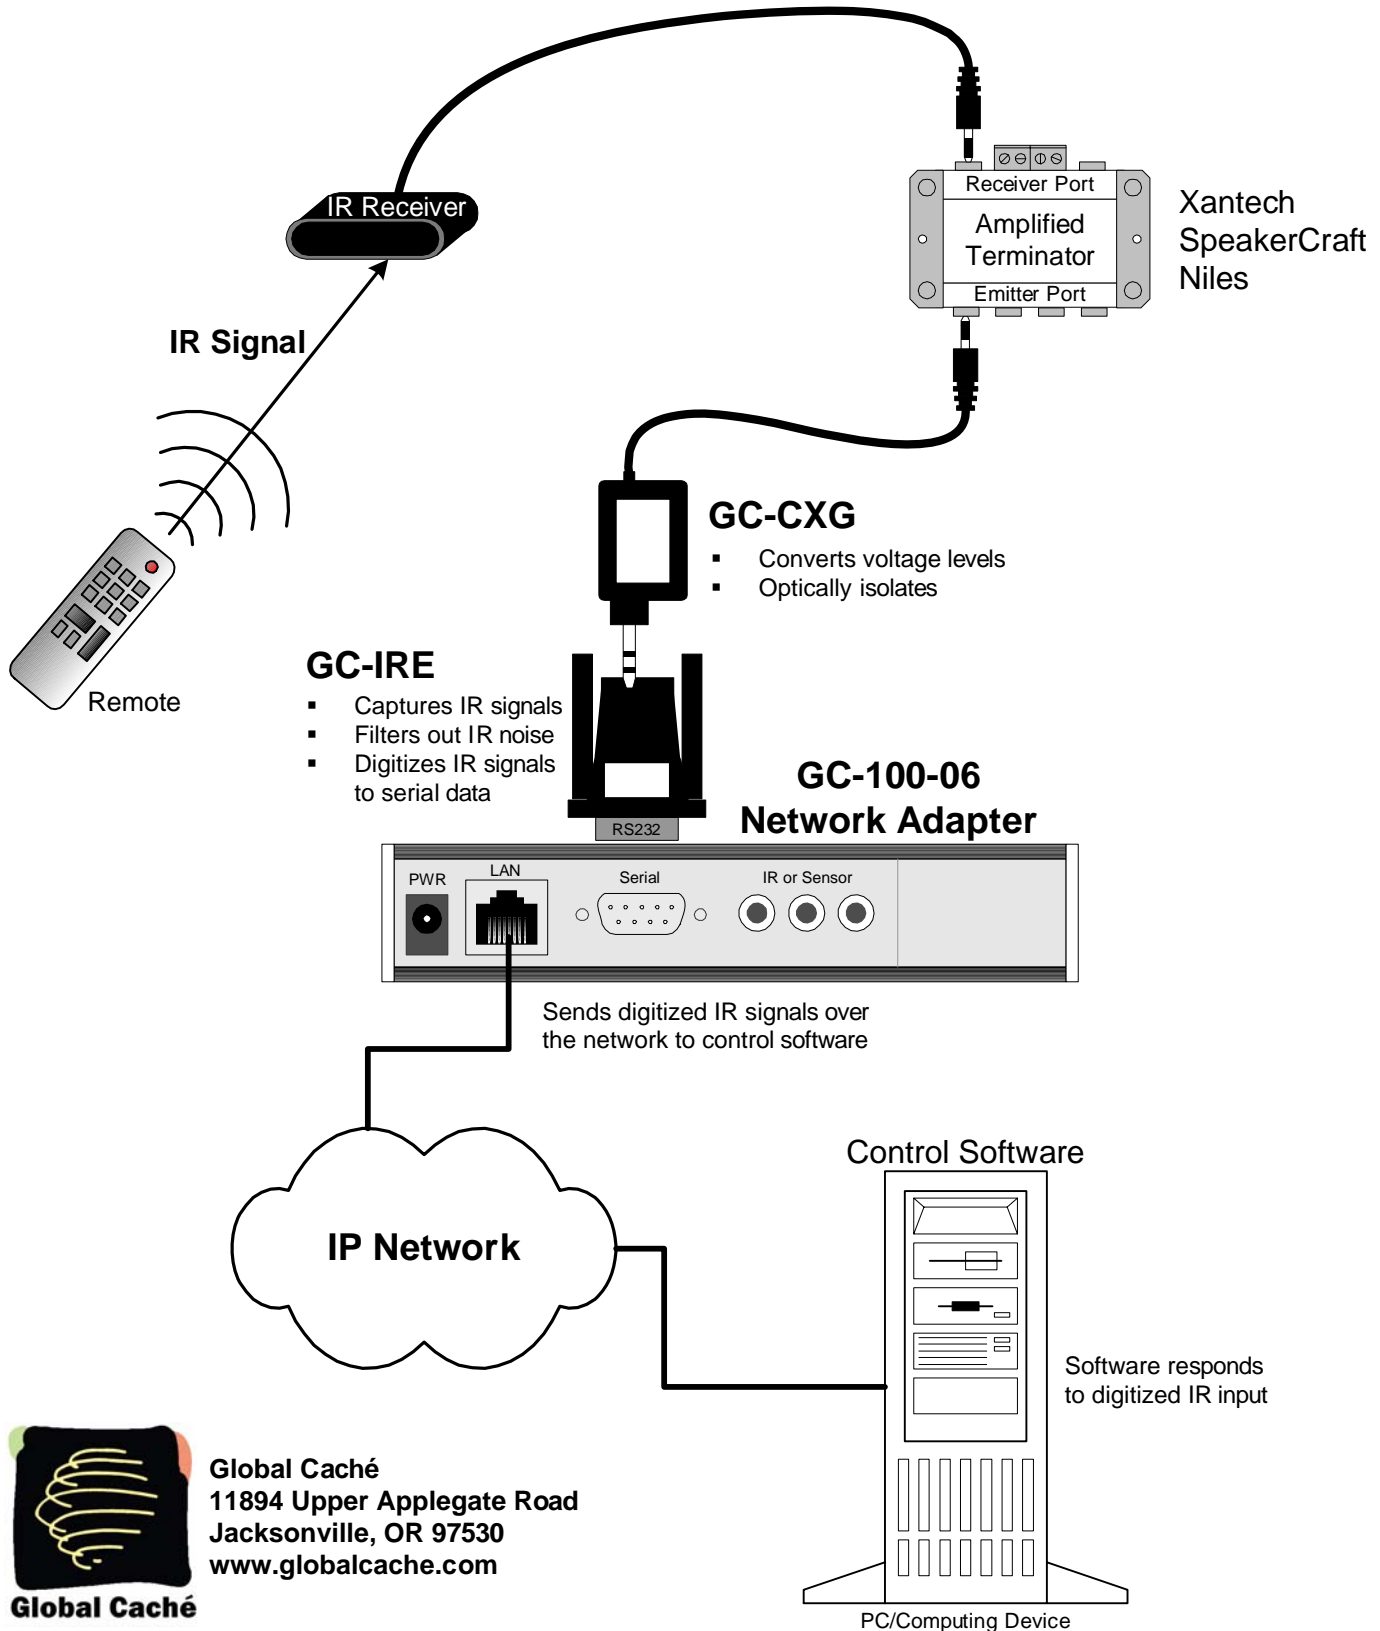 IR Receiver
Receiver Port
Amplified
Terminator
Emitter Port
Xantech
SpeakerCraft
Niles
IR Signal
Remote
GC-CXG
▪ Converts voltage levels
▪ Optically isolates
GC-IRE
▪ Captures IR signals
▪ Filters out IR noise
▪ Digitizes IR signals
to serial data
GC-100-06
Network Adapter
RS232
PWR
LAN
Serial
IR or Sensor
Sends digitized IR signals over
the network to control software
IP Network
Control Software
Software responds
to digitized IR input
PC/Computing Device
Global Caché
Global Caché
11894 Upper Applegate Road
Jacksonville, OR 97530
www.globalcache.com